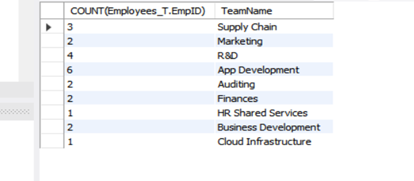 COUNT(Employees_T.EmpID) TeamName
3 Supply Chain
2 Marketing
4 R&D
6 App Development
2 Auditing
2 Finances
1 HR Shared Services
2 Business Development
1 Cloud Infrastructure